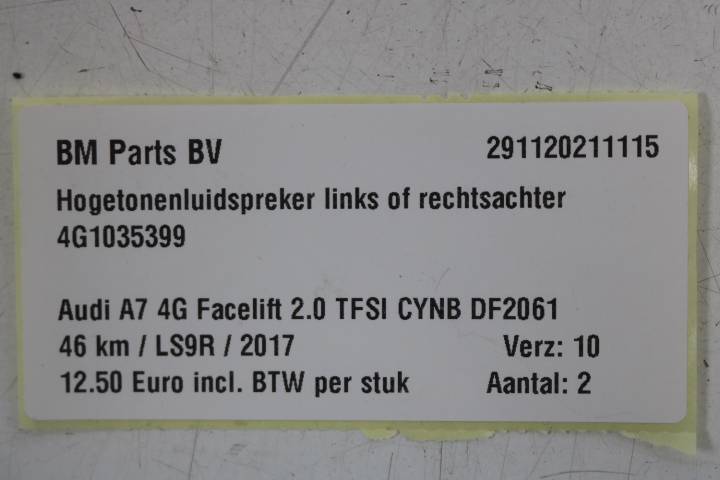 BM Parts BV 291120211115
Hogetonenluidspreker links of rechtsachter
4G1035399
Audi A7 4G Facelift 2.0 TFSI CYNB DF2061
46 km / LS9R / 2017 Verz: 10
12.50 Euro incl. BTW per stuk Aantal: 2